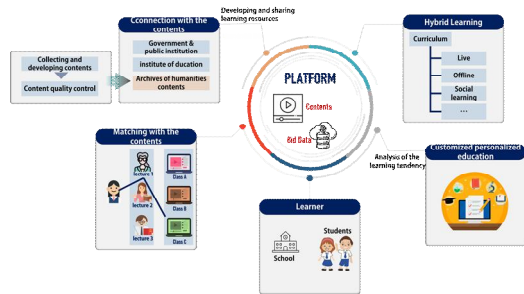 Connection with the
contents
Government &
public institution
institute of ducation
Archives of humanities
contents
Collecting and
developing contents
Content quality control
Developing and sharing
learning resources
PLATFORM
Contents
Bid Data
Hybrid Learning
Curriculum
Live
Offline
Social
learning
...
Matching with the
contents
lecture 1
lecture 2
lecture 3
Class A
Class B
Class C
Analysis of the
learning tendency
Customized personalized
education
Learner
School
Students